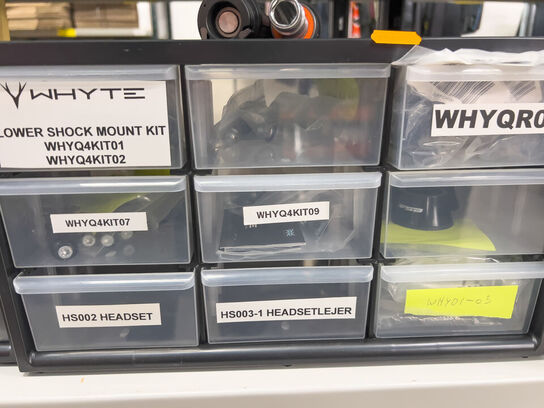 WHYTE
LOWER SHOCK MOUNT KIT
WHYQ4KIT01
WHYQ4KIT02
WHYQR0
WHYQ4KIT07
WHYQ4KIT09
HS002 HEADSET
HS003-1 HEADSETLEJER